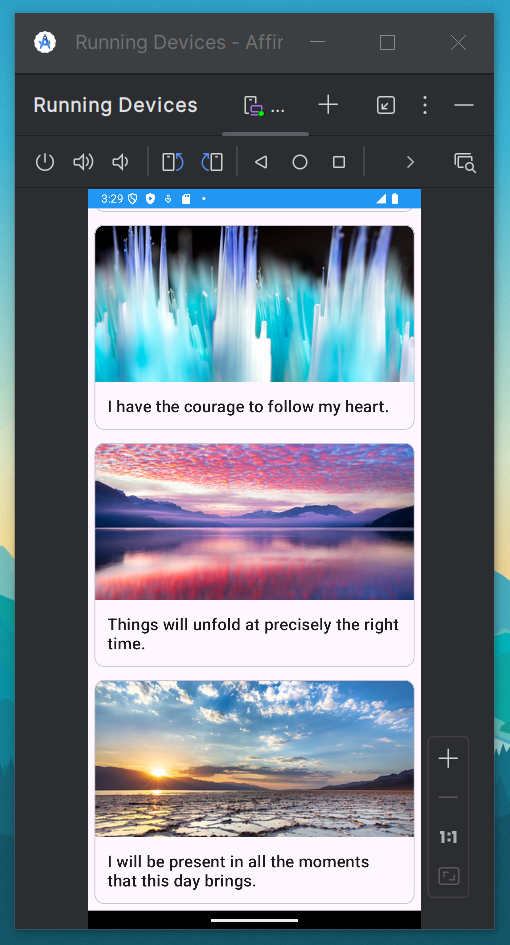 Running Devices - Affir
Running Devices
...
3:29
I have the courage to follow my heart.
Things will unfold at precisely the right
time.
I will be present in all the moments
that this day brings.
1:1